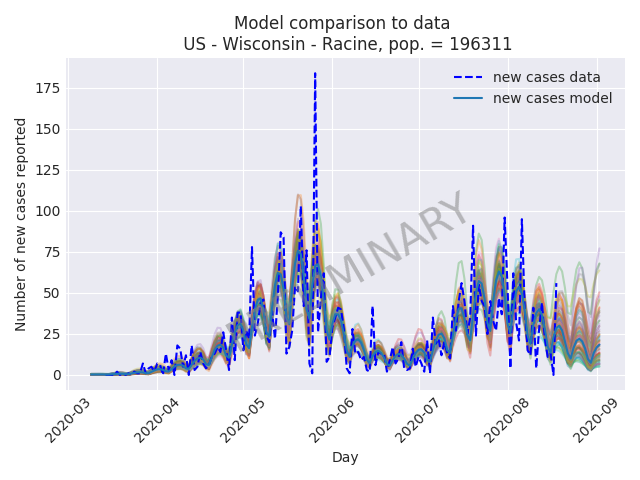 Model comparison to data
US - Wisconsin - Racine, pop. = 196311
Number of new cases reported
175
150
125
100
75
50
25
0
new cases data
new cases model
2020-03
2020-04
2020-05
2020-06
2020-07
2020-08
2020-09
Day